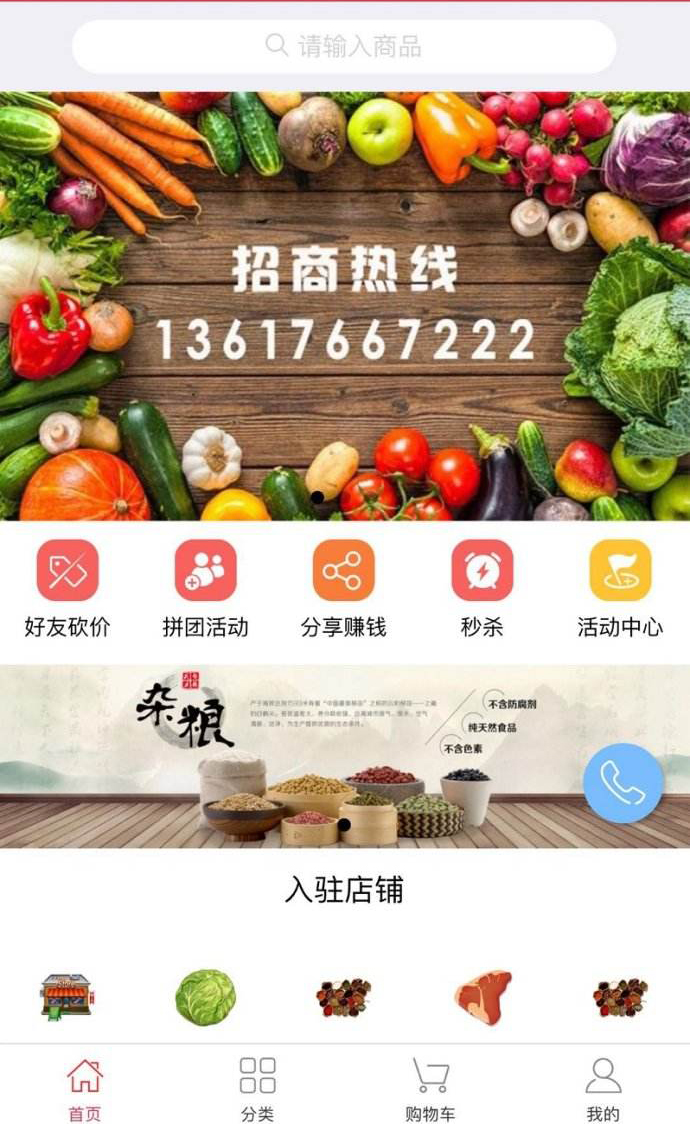 请输入商品
招商热线
13617667222
好友砍价
拼团活动
分享赚钱
秒杀
活动中心
杂粮
不含防腐剂
纯天然食品
不含色素
入驻店铺
首页
分类
购物车
我的